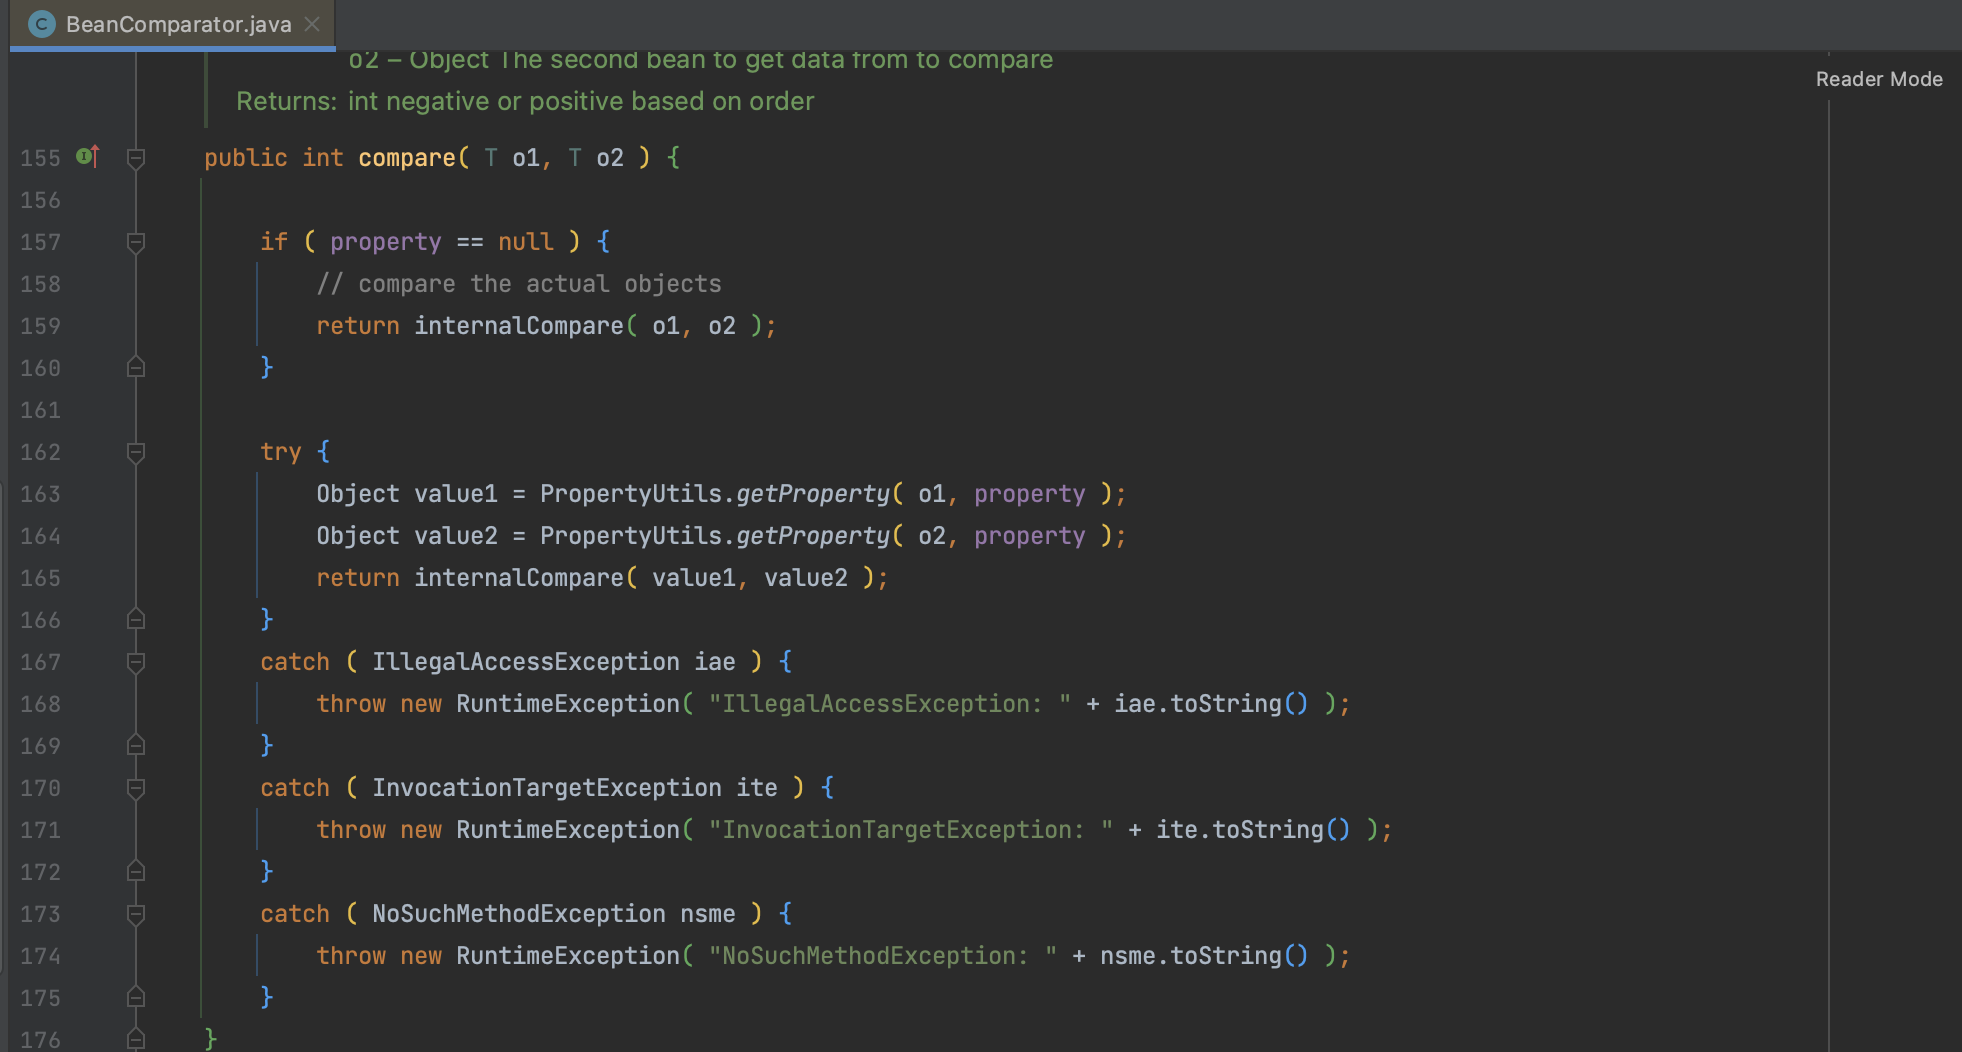 BeanComparator.java
o2 – Object The second bean to get data from to compare
Reader Mode
Returns: int negative or positive based on order
155 public int compare( T o1, T o2 ) {
156
157 if ( property == null ) {
158 // compare the actual objects
159 return internalCompare( o1, o2 );
160 }
161
162 try {
163 Object value1 = PropertyUtils.getProperty( o1, property );
164 Object value2 = PropertyUtils.getProperty( o2, property );
165 return internalCompare( value1, value2 );
166 }
167 catch ( IllegalAccessException iae ) {
168 throw new RuntimeException( "IllegalAccessException: " + iae.toString() );
169 }
170 catch ( InvocationTargetException ite ) {
171 throw new RuntimeException( "InvocationTargetException: " + ite.toString() );
172 }
173 catch ( NoSuchMethodException nsme ) {
174 throw new RuntimeException( "NoSuchMethodException: " + nsme.toString() );
175 }
176 }